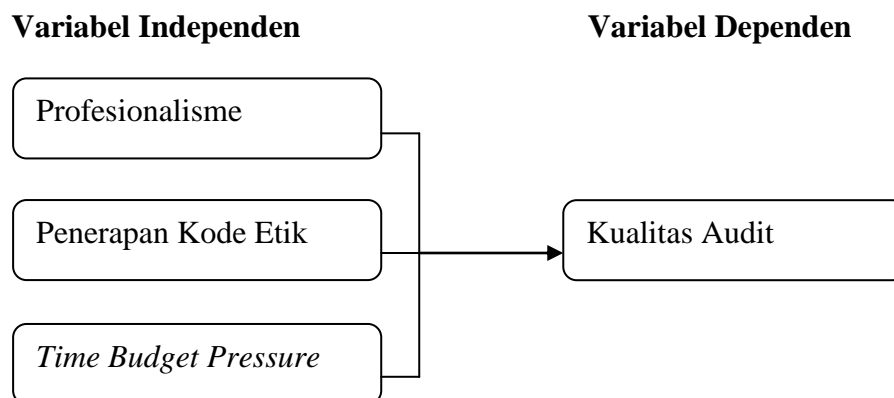 Variabel Independen
Variabel Dependen
Profesionalisme
Penerapan Kode Etik
Kualitas Audit
Time Budget Pressure